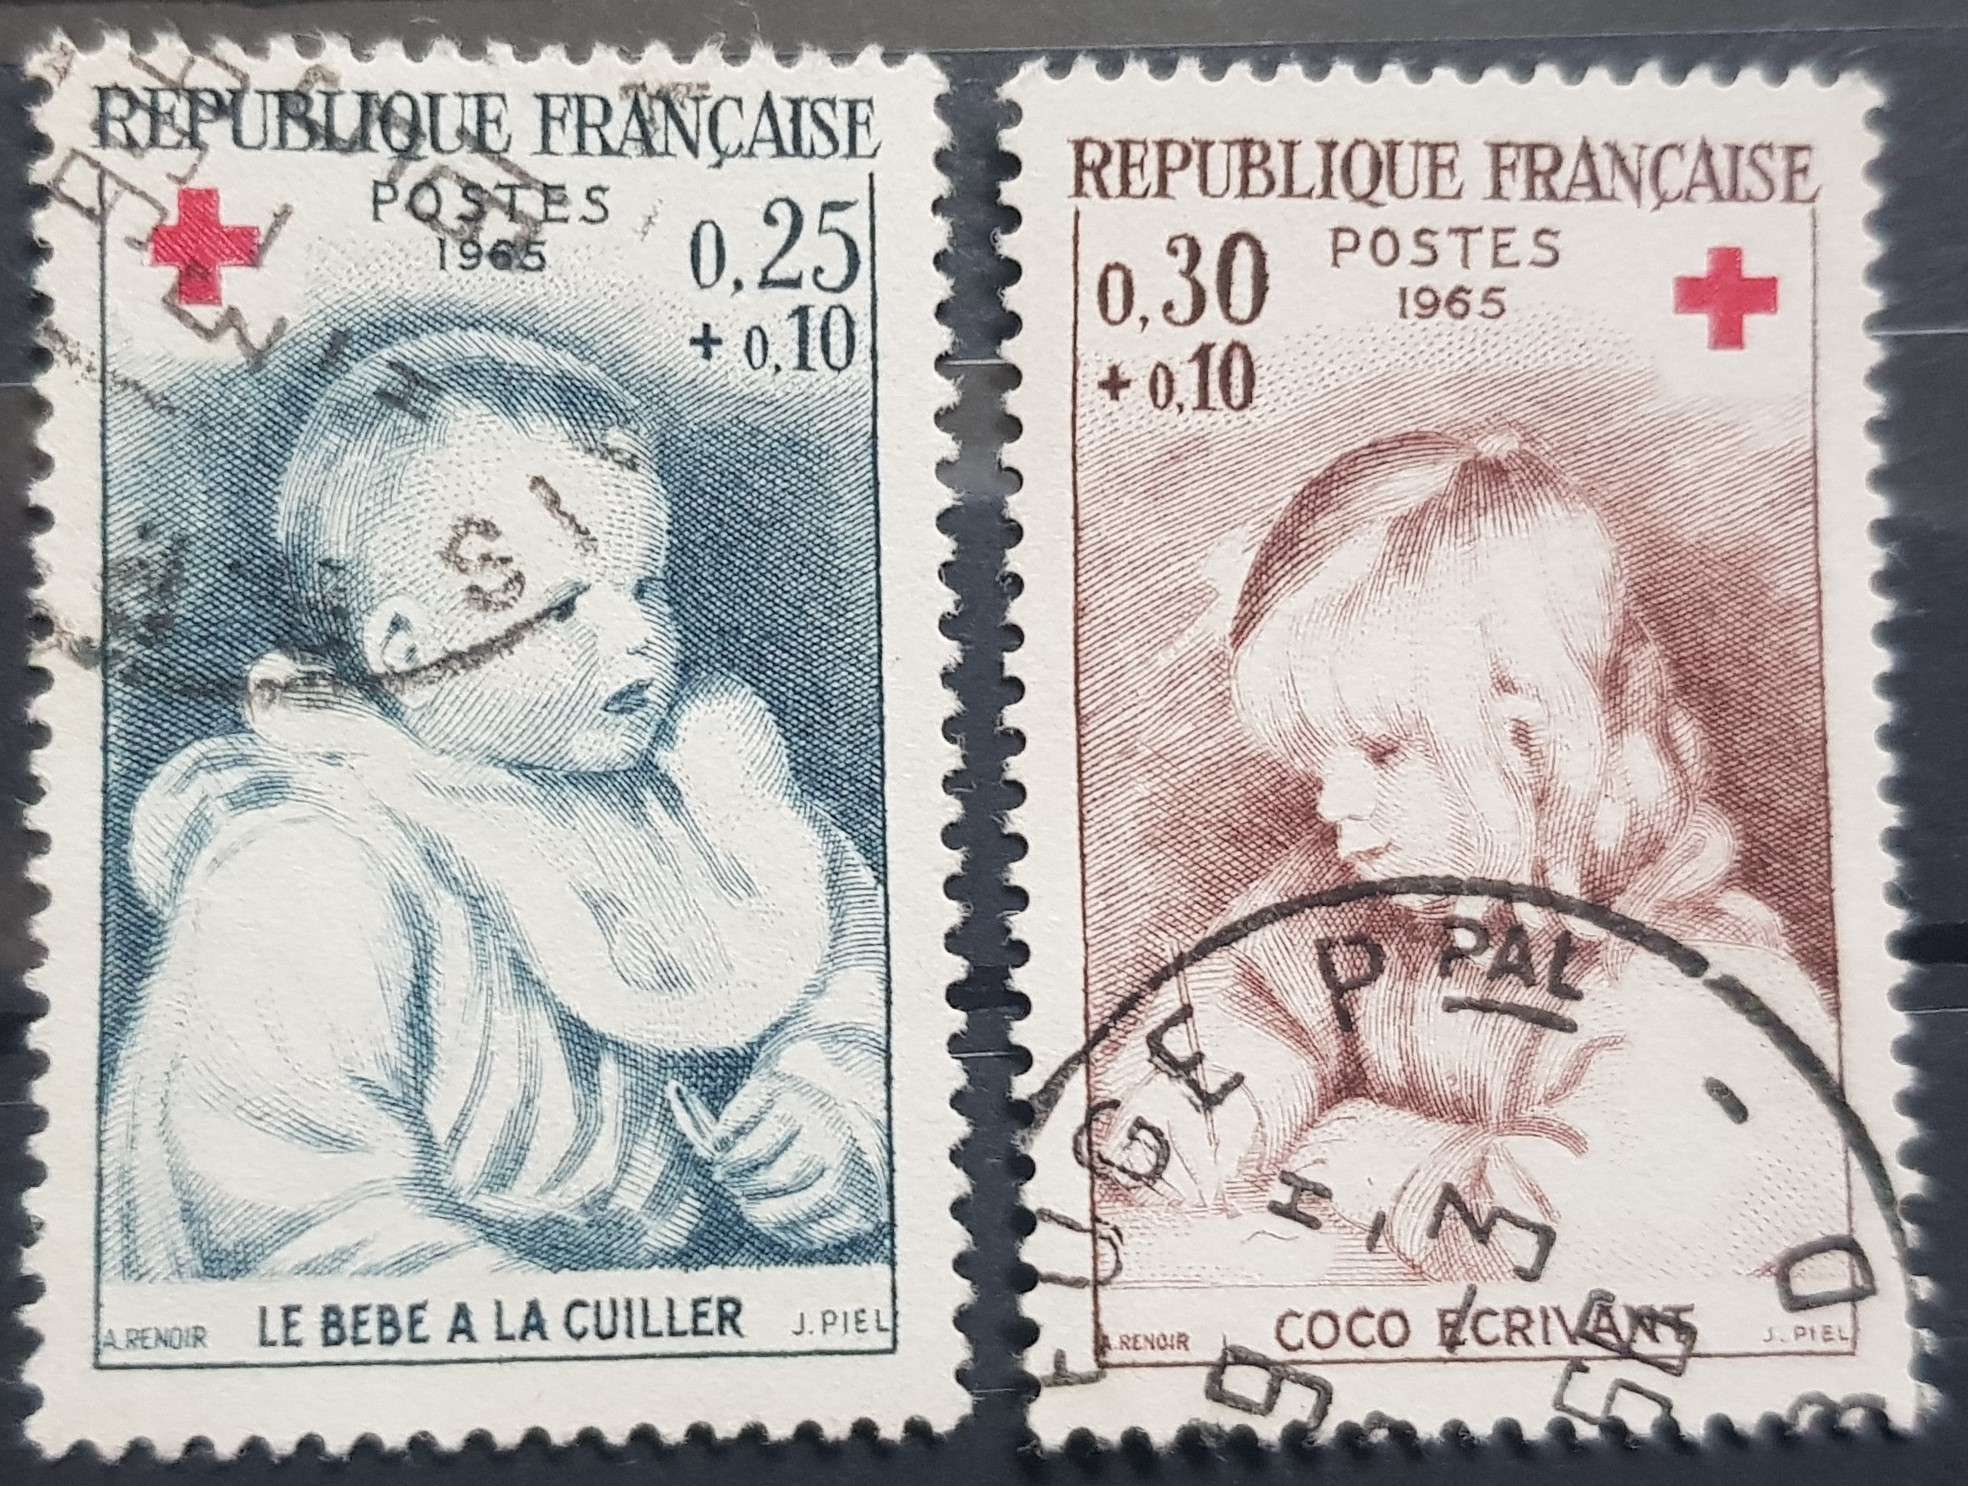 REPUBLIQUE FRANÇAISE
POSTES
1965
0,25
+ 0,10
A.RENOIR
LE BEBE A LA CUILLER
J. PIEL
REPUBLIQUE FRANÇAISE
0,30
+ 0,10
POSTES
1965
PPAL
H
A.RENOIR
COCO ECRIVANT
J. PIEL